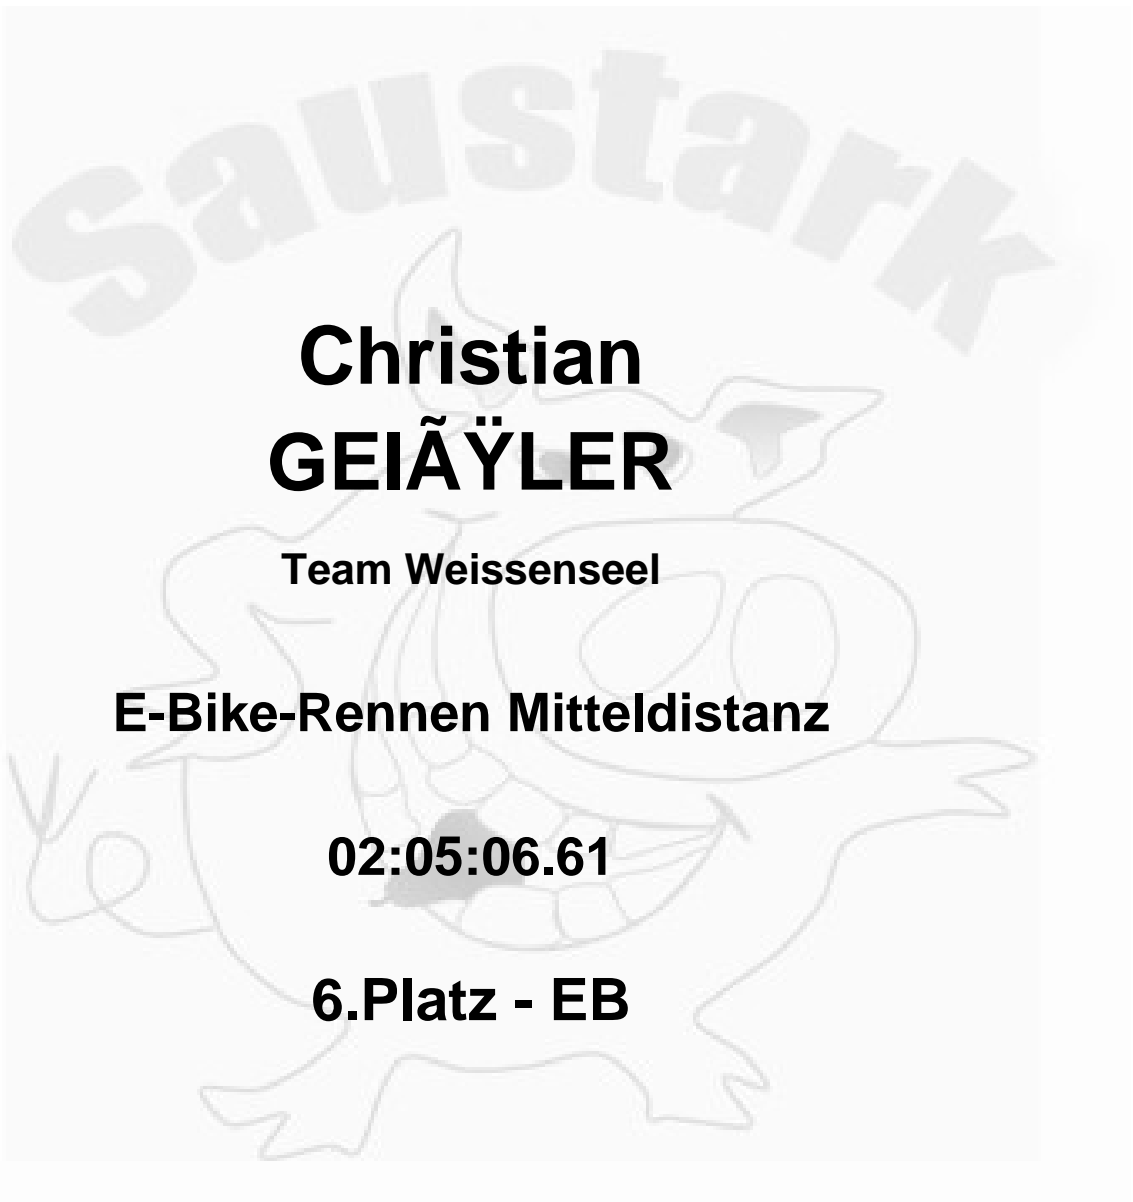 Saustark
Christian
GEIÃŸLER
Team Weissenseel
E-Bike-Rennen Mitteldistanz
02:05:06.61
6.Platz - EB